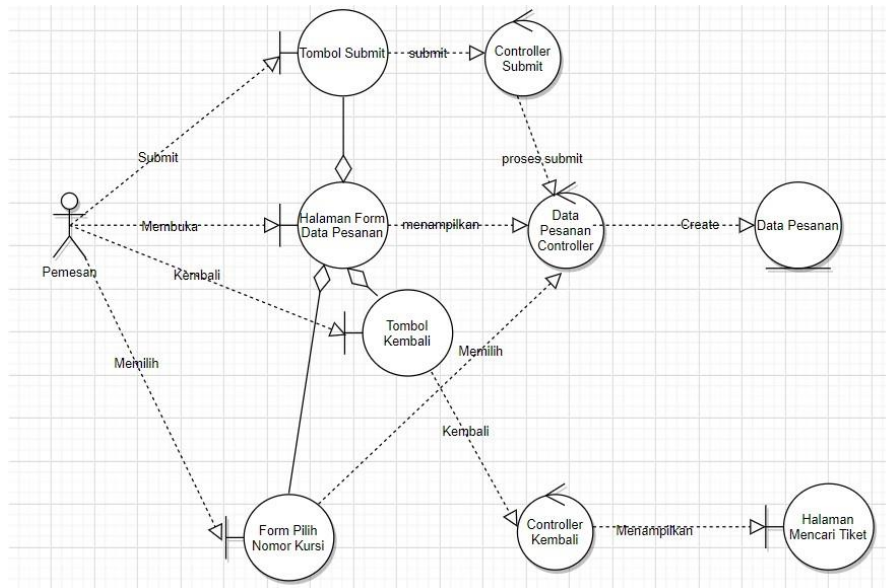 Tombol Submit
submit
Controller
Submit
Submit
proses submit
Pemesan
Membuka
Halaman Form
Data Pesanan
menampilkan
Data
Pesanan
Controller
Create
Data Pesanan
Kembali
Tombol
Kembali
Memilih
Memilih
Kembali
Form Pilih
Nomor Kursi
Controller
Kembali
Menampilkan
Halaman
Mencari Tiket